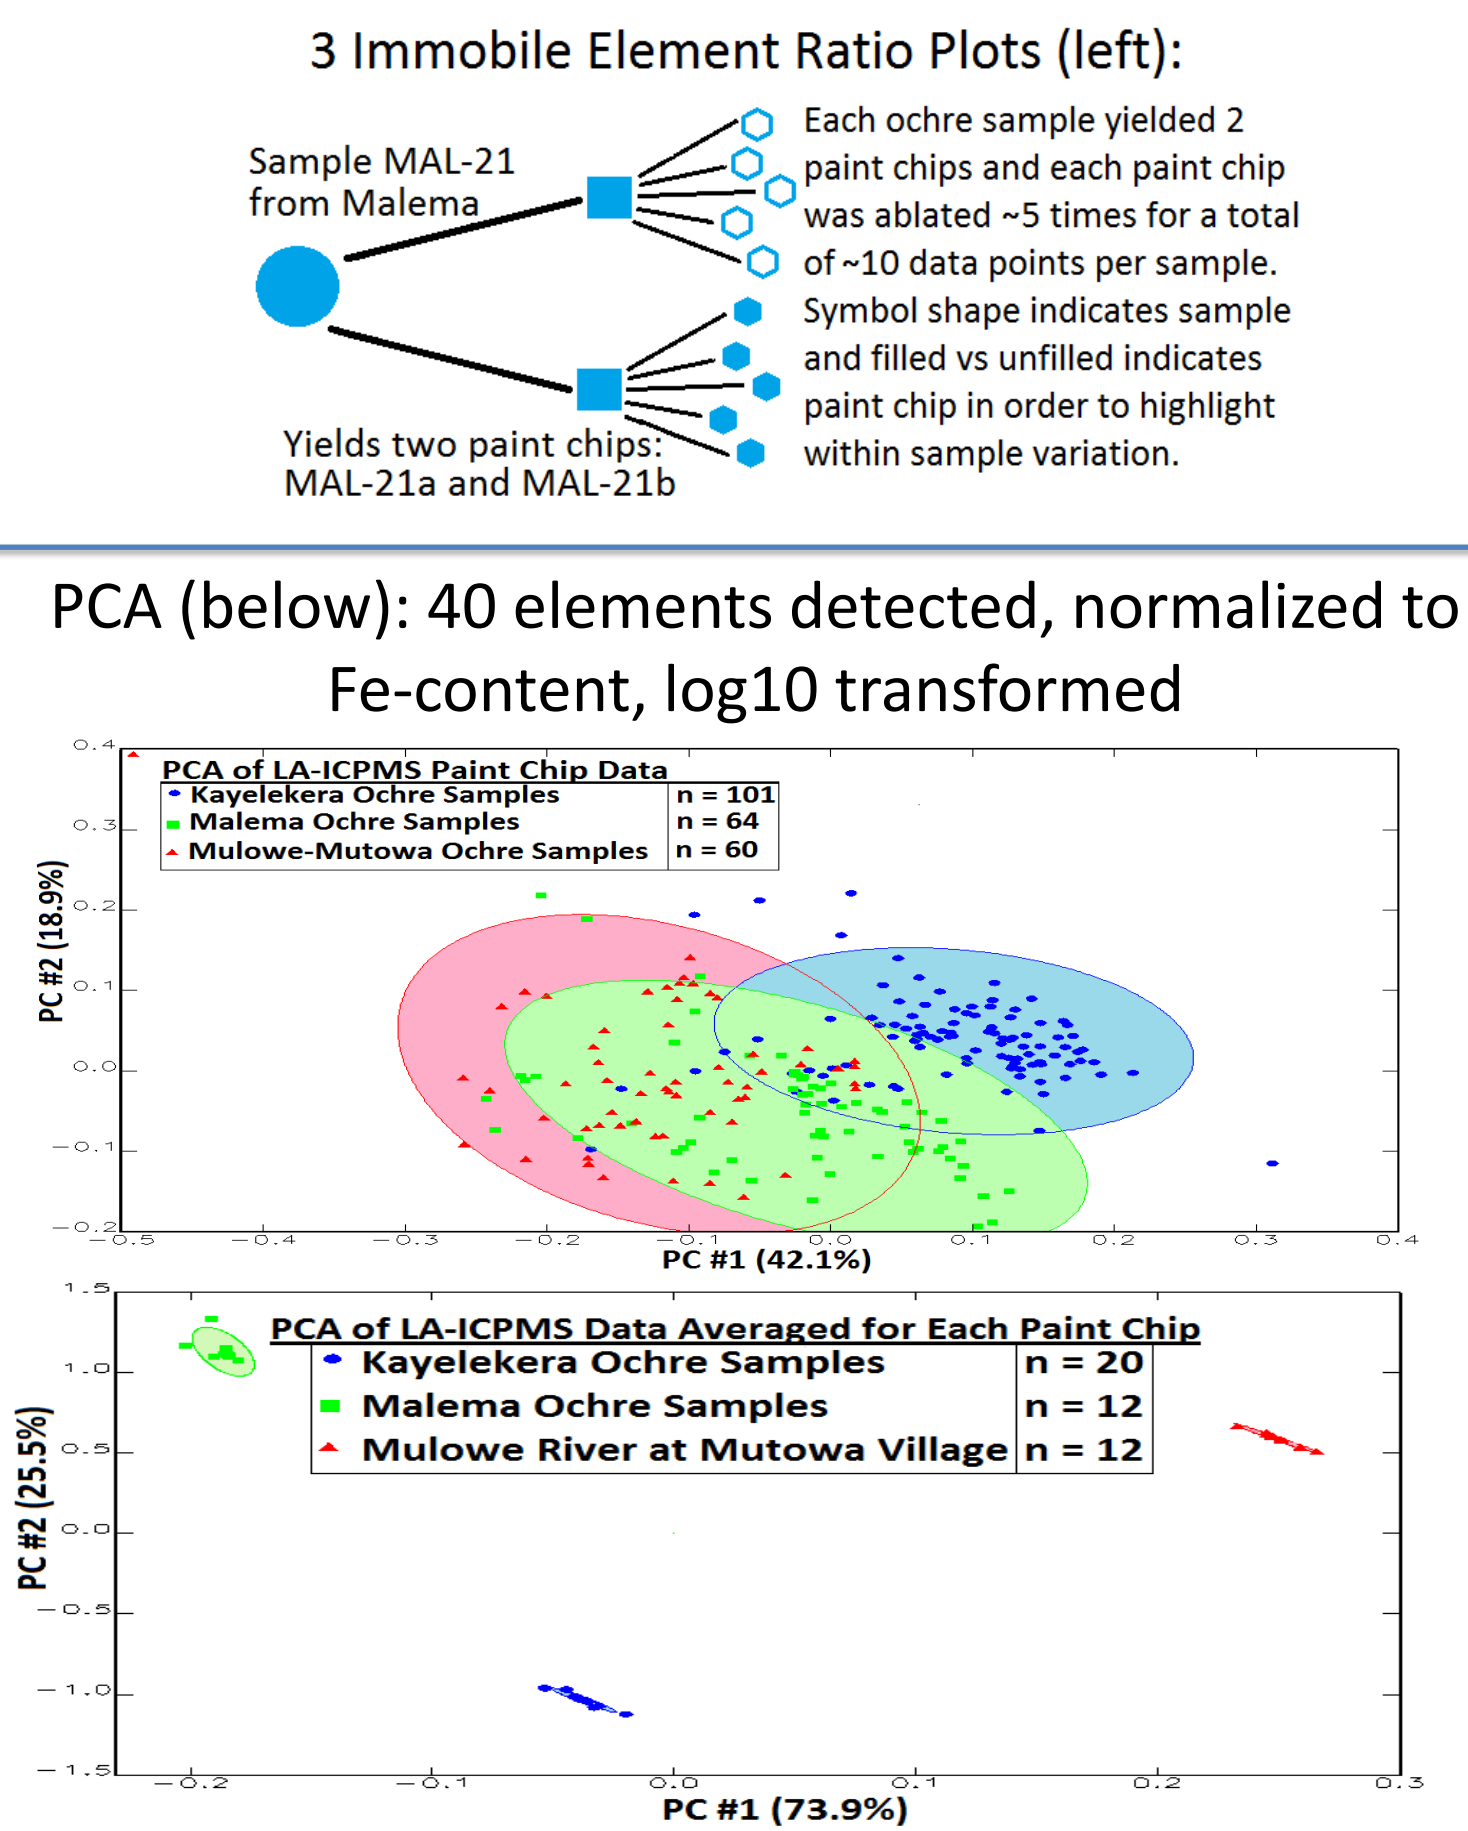 3 Immobile Element Ratio Plots (left):
Sample MAL-21
from Malema
Yields two paint chips:
MAL-21a and MAL-21b
Each ochre sample yielded 2
paint chips and each paint chip
was ablated ~5 times for a total
of ~10 data points per sample.
Symbol shape indicates sample
and filled vs unfilled indicates
paint chip in order to highlight
within sample variation.
PCA (below): 40 elements detected, normalized to
Fe-content, log10 transformed
PCA of LA-ICPMS Paint Chip Data
Kayelekera Ochre Samples n = 101
Malema Ochre Samples n = 64
Mulowe-Mutowa Ochre Samples n = 60
PC #2 (18.9%)
0.4
0.3
0.2
0.1
0.0
-0.1
-0.2
-0.5 -0.4 -0.3 -0.2 -0.1 0.0 0.1 0.2 0.3 0.4
PC #1 (42.1%)
PCA of LA-ICPMS Data Averaged for Each Paint Chip
Kayelekera Ochre Samples n = 20
Malema Ochre Samples n = 12
Mulowe River at Mutowa Village n = 12
PC #2 (25.5%)
1.5
1.0
0.5
0.0
-0.5
-1.0
-1.5
-0.2 -0.1 0.0 0.1 0.2 0.3
PC #1 (73.9%)